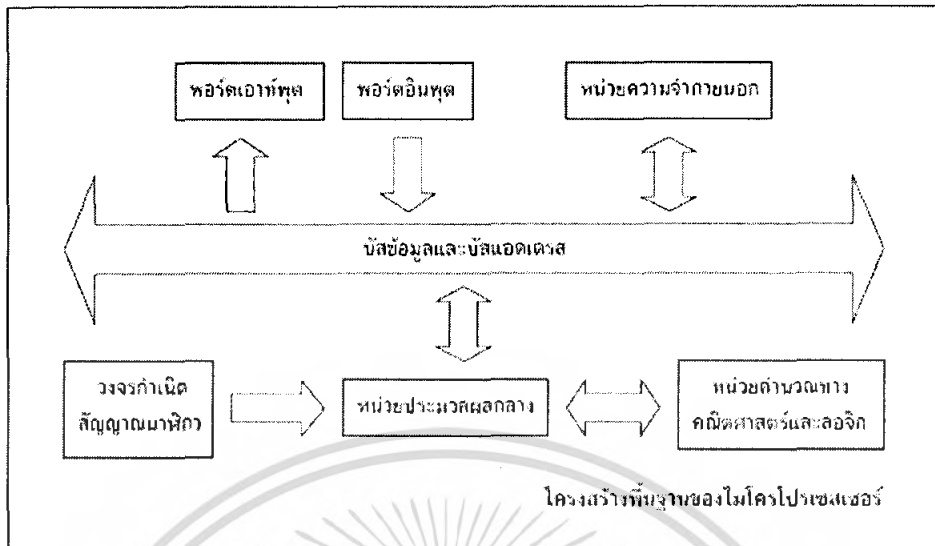 พอร์ตเอาท์พุต
พอร์ตอินพุต
หน่วยความจำภายนอก
บัสข้อมูลและบัสแอดเดรส
วงจรกำเนิด
สัญญาณนาฬิกา
หน่วยประมวลผลกลาง
หน่วยคำนวณทาง
คณิตศาสตร์และลอจิก
โครงสร้างพื้นฐานของไมโครโปรเซสเซอร์